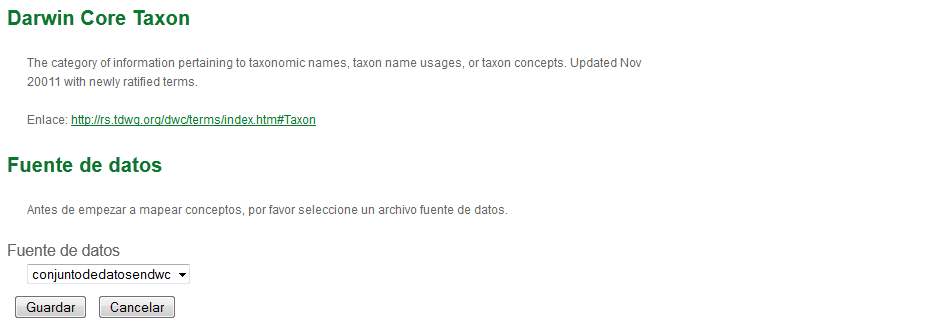 Darwin Core Taxon
The category of information pertaining to taxonomic names, taxon name usages, or taxon concepts. Updated Nov
20011 with newly ratified terms.
Enlace: http://rs.tdwg.org/dwc/terms/index.htm#Taxon
Fuente de datos
Antes de empezar a mapear conceptos, por favor seleccione un archivo fuente de datos.
Fuente de datos
conjuntodedatosendwc
Guardar Cancelar